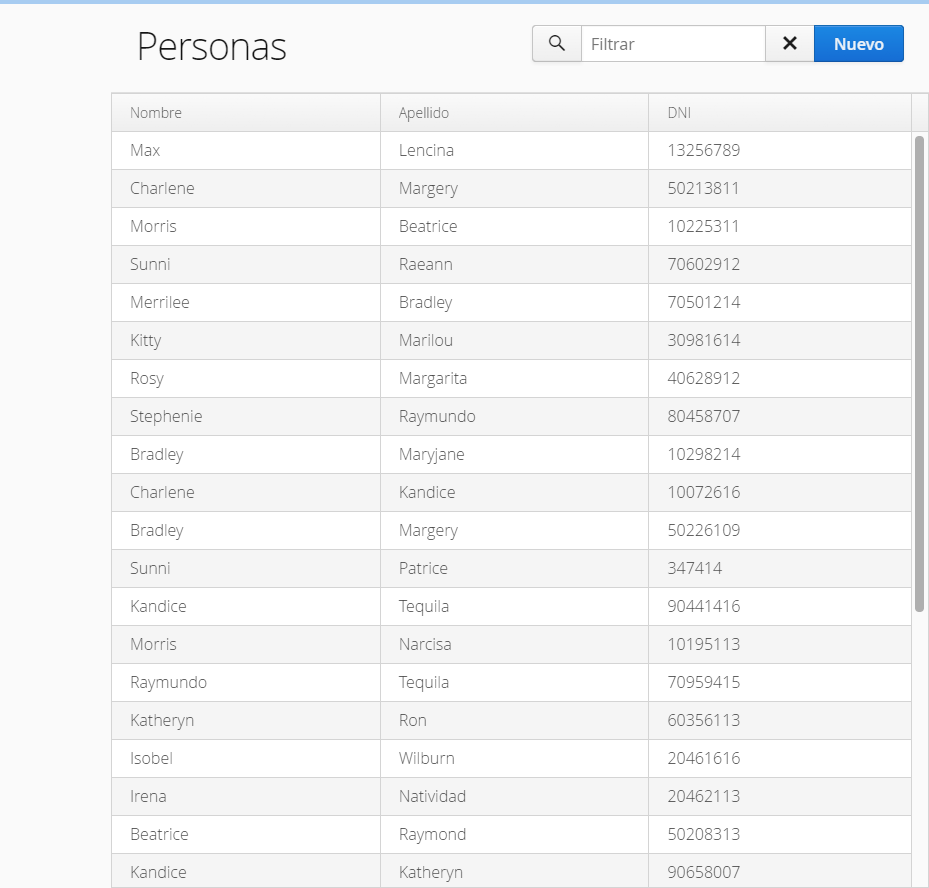 Personas
Filtrar
Nuevo
Nombre Apellido DNI
Max Lencina 13256789
Charlene Margery 50213811
Morris Beatrice 10225311
Sunni Raeann 70602912
Merrilee Bradley 70501214
Kitty Marilou 30981614
Rosy Margarita 40628912
Stephenie Raymundo 80458707
Bradley Maryjane 10298214
Charlene Kandice 10072616
Bradley Margery 50226109
Sunni Patrice 347414
Kandice Tequila 90441416
Morris Narcisa 10195113
Raymundo Tequila 70959415
Katheryn Ron 60356113
Isobel Wilburn 20461616
Irena Natividad 20462113
Beatrice Raymond 50208313
Kandice Katheryn 90658007